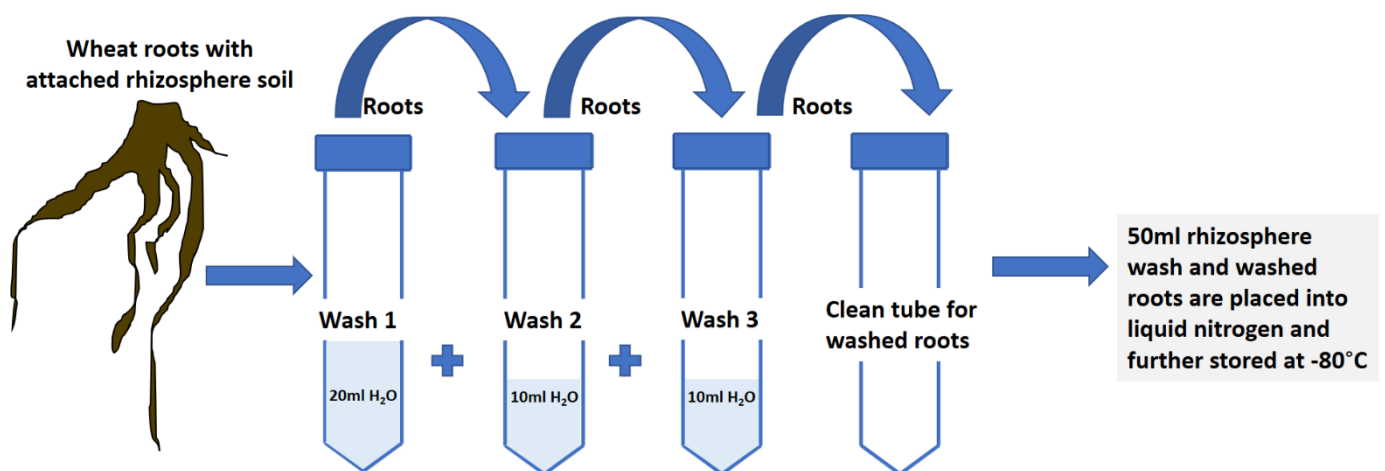 Wheat roots with
attached rhizosphere soil
Roots
Roots
Roots
Wash 1
Wash 2
Wash 3
Clean tube for
washed roots
20ml H₂O
10ml H₂O
10ml H₂O
50ml rhizosphere
wash and washed
roots are placed into
liquid nitrogen and
further stored at -80°C